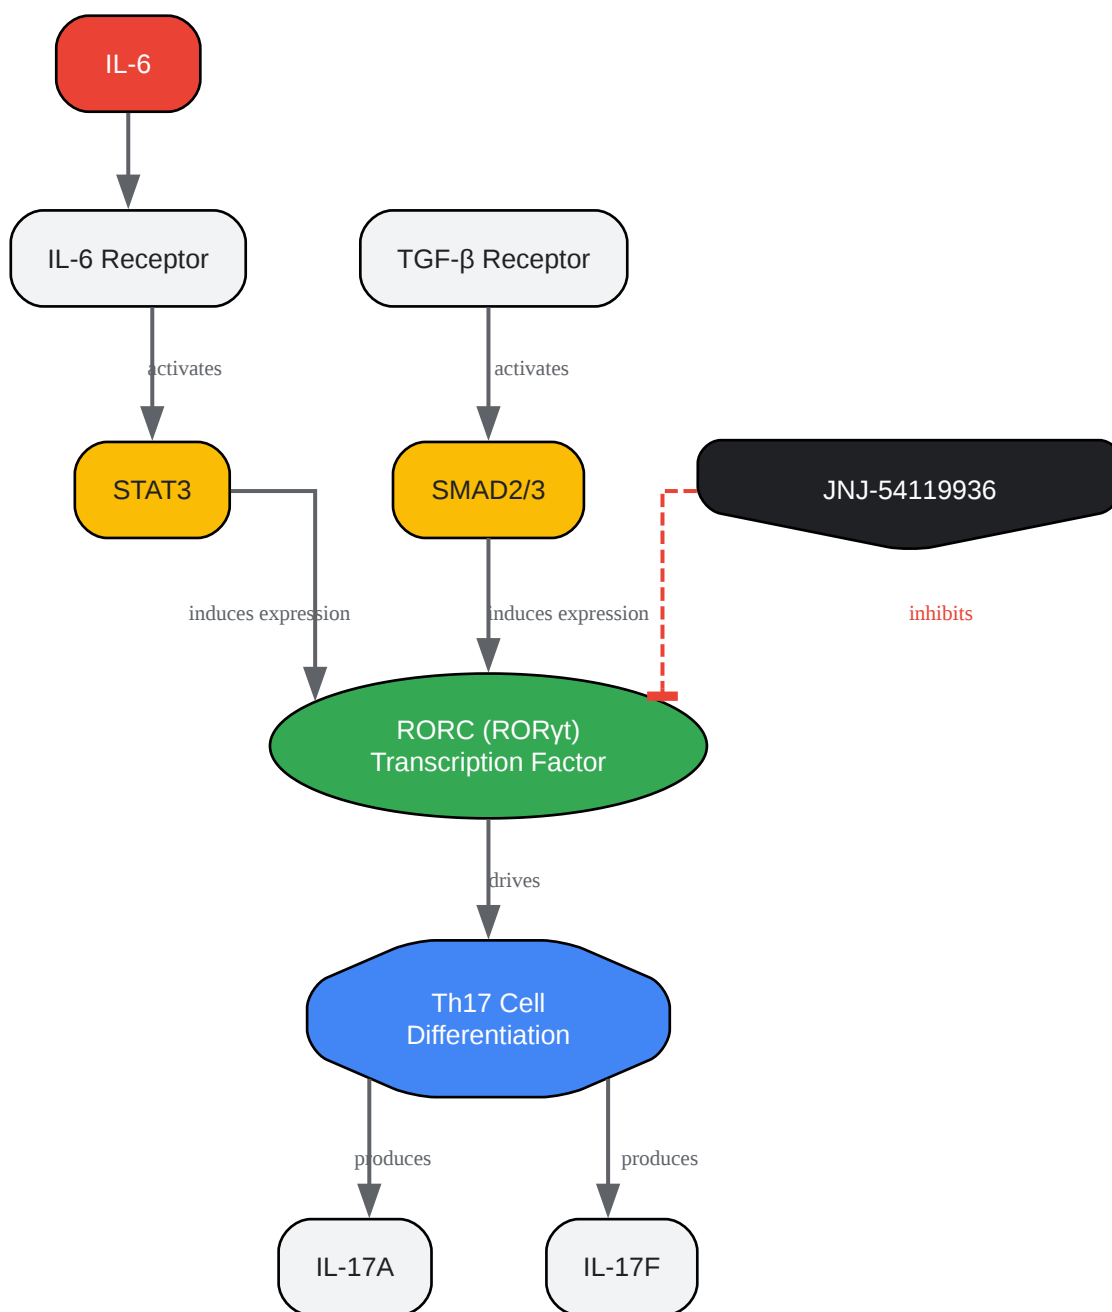 IL-6
IL-6 Receptor
TGF-β Receptor
activates
activates
STAT3
SMAD2/3
JNJ-54119936
induces expression
induces expression
inhibits
RORC (RORγt)
Transcription Factor
drives
Th17 Cell
Differentiation
produces
produces
IL-17A
IL-17F